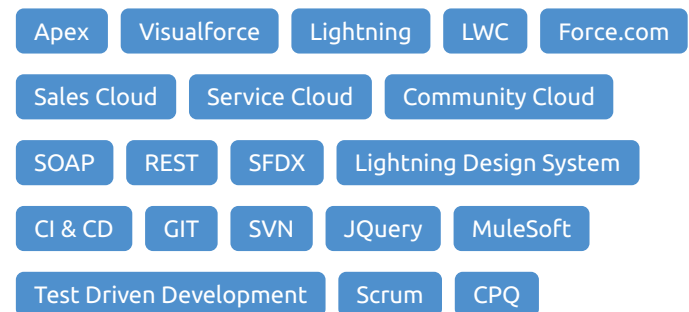 Apex Visualforce Lightning LWC Force.com
Sales Cloud Service Cloud Community Cloud
SOAP REST SFDX Lightning Design System
CI & CD GIT SVN JQuery MuleSoft
Test Driven Development Scrum CPQ